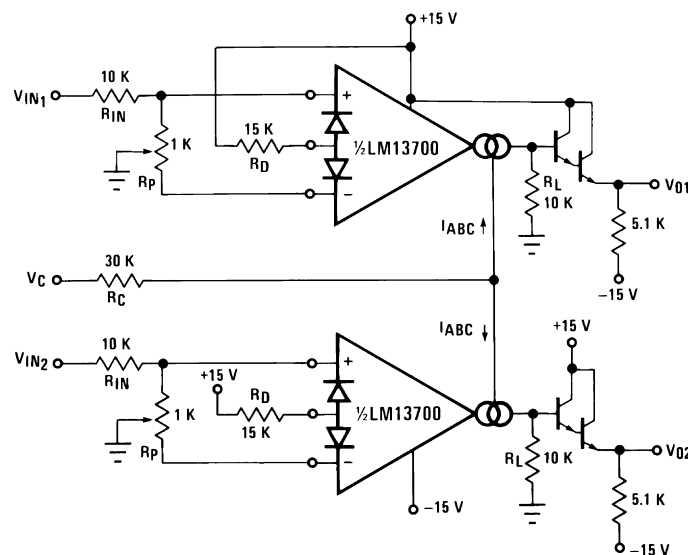 +15 V
10 K
VIN1
RIN
+
15 K
½LM13700
1 K
RD
RP
−
RL
10 K
VO1
IABC
5.1 K
−15 V
30 K
VC
RC
IABC
+15 V
10 K
VIN2
RIN
+
+15 V
RD
1 K
½LM13700
15 K
RP
−
RL
10 K
VO2
−15 V
5.1 K
−15 V